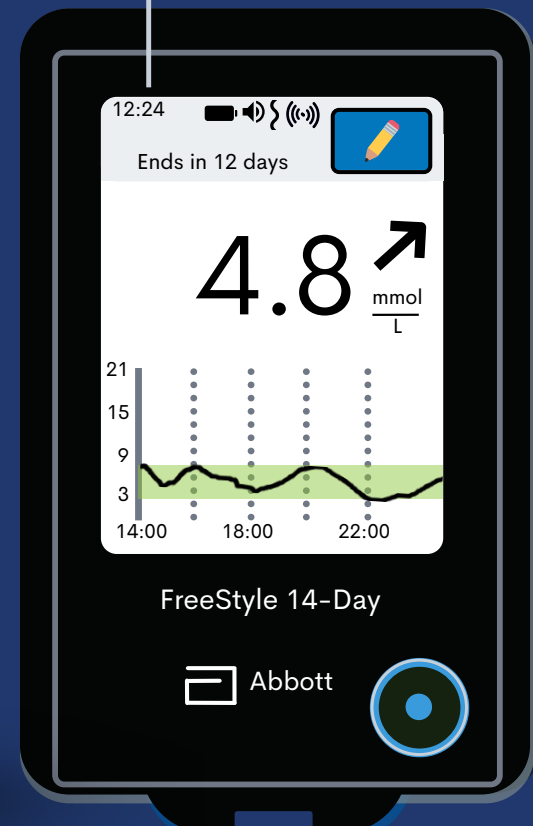 12:24
Ends in 12 days
4.8
mmol
L
21
15
9
3
14:00 18:00 22:00
FreeStyle 14-Day
Abbott